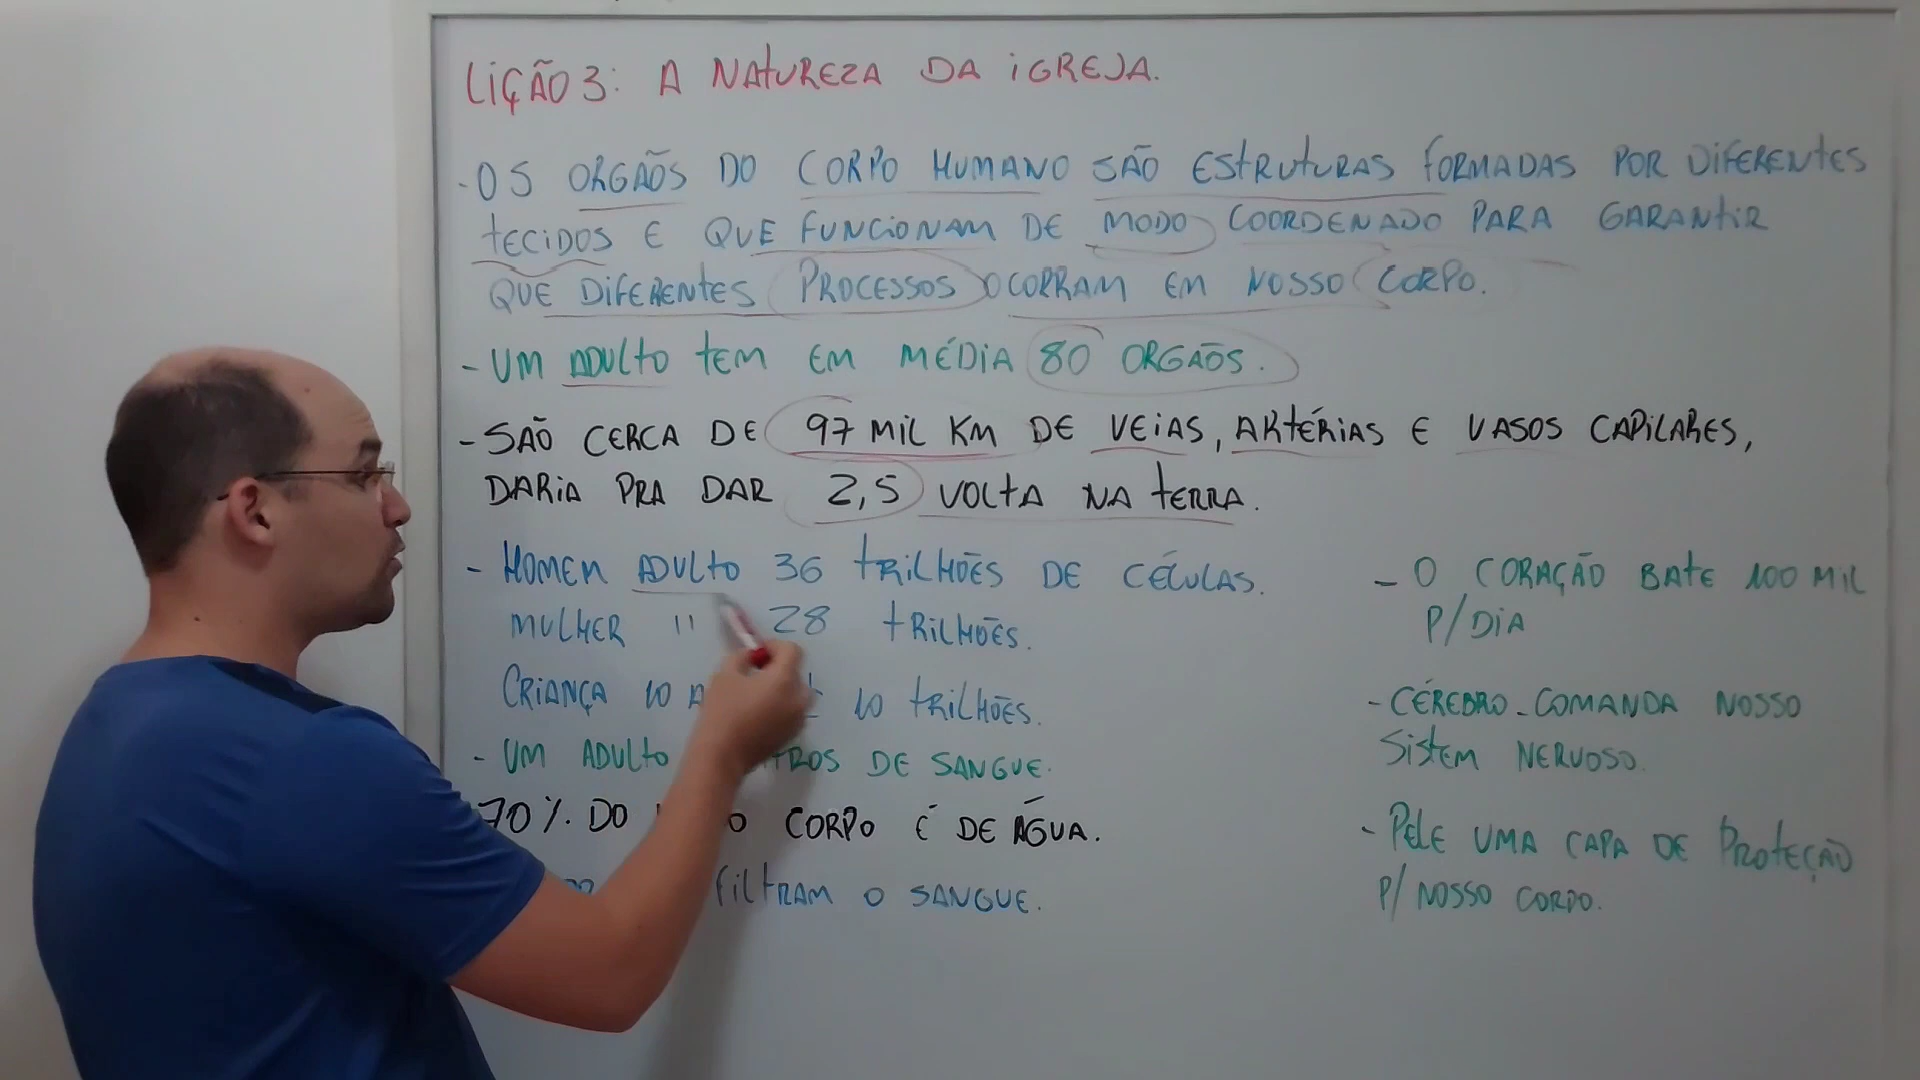 LIÇÃO 3: A NATUREZA DA IGREJA.
- OS ORGÃOS DO CORPO HUMANO SÃO ESTRUTURAS FORMADAS POR DIFERENTES
TECIDOS E QUE FUNCIONAM DE MODO COORDENADO PARA GARANTIR
QUE DIFERENTES PROCESSOS OCORRAM EM NOSSO CORPO.
- UM ADULTO TEM EM MÉDIA 80 ORGÃOS.
- SÃO CERCA DE 97 MIL KM DE VEIAS, ARTÉRIAS E VASOS CAPILARES,
DARIA PRA DAR 2,5 VOLTA NA TERRA.
- HOMEM ADULTO 36 TRILHÕES DE CÉLULAS.
MULHER " 28 TRILHÕES.
CRIANÇA 10 10 TRILHÕES.
- UM ADULTO DE SANGUE.
70% DO CORPO É DE ÁGUA.
FILTRAM O SANGUE.
- O CORAÇÃO BATE 100 MIL
P/ DIA
- CÉREBRO - COMANDA NOSSO
SISTEM NERVOSO.
- PELE UMA CAPA DE PROTEÇÃO
P/ NOSSO CORPO.